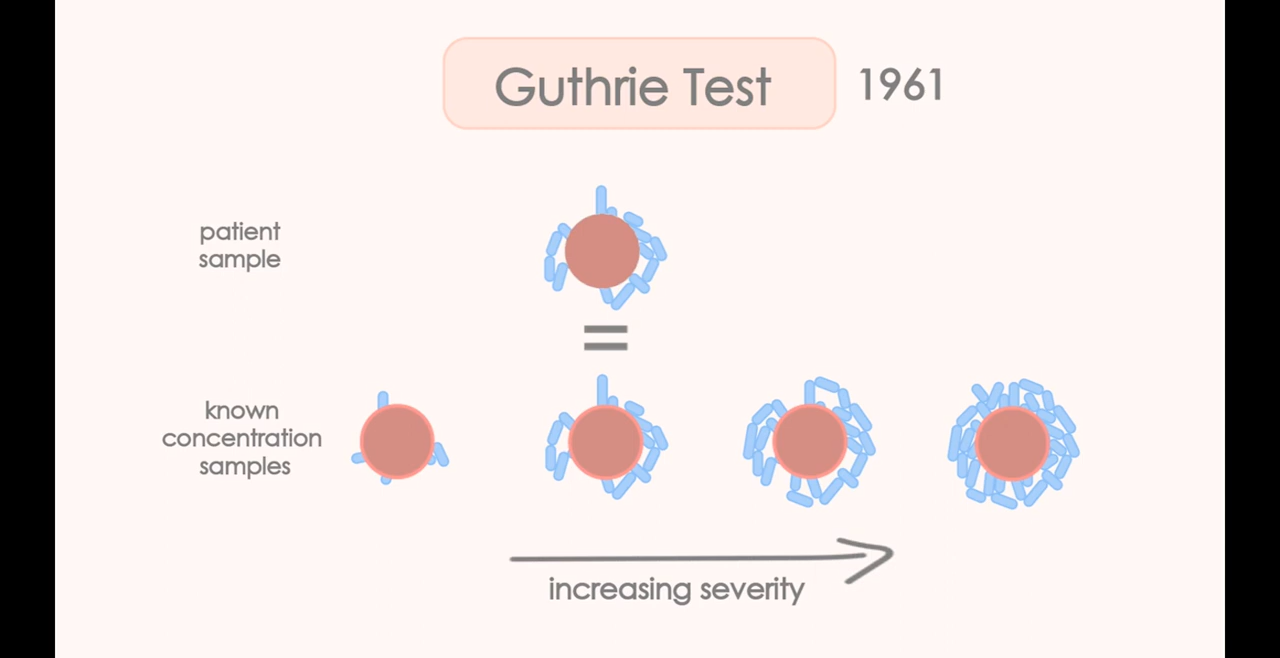 Guthrie Test
1961
patient
sample
=
known
concentration
samples
increasing severity